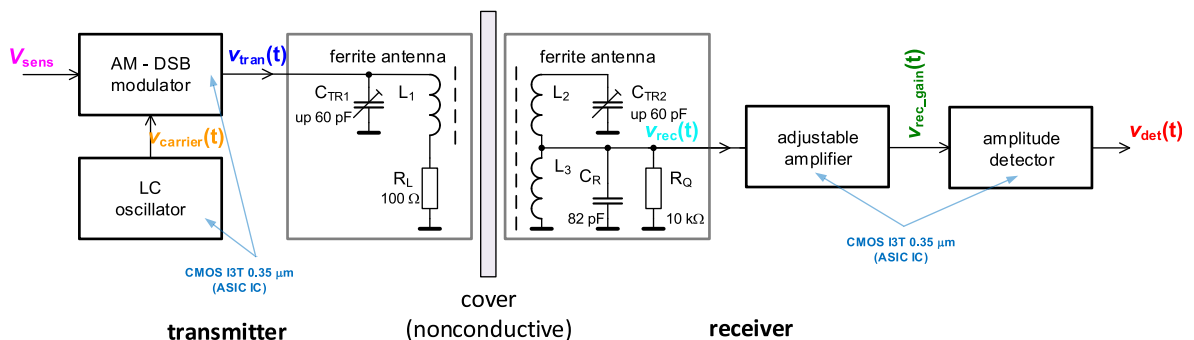 V_sens
AM - DSB
modulator
v_tran(t)
v_carrier(t)
LC
oscillator
CMOS I3T 0.35 μm
(ASIC IC)
transmitter
ferrite antenna
C_TR1
up 60 pF
L_1
R_L
100 Ω
cover
(nonconductive)
ferrite antenna
L_2
C_TR2
up 60 pF
v_rec(t)
L_3
C_R
82 pF
R_Q
10 kΩ
receiver
adjustable
amplifier
v_rec_gain(t)
amplitude
detector
v_det(t)
CMOS I3T 0.35 μm
(ASIC IC)